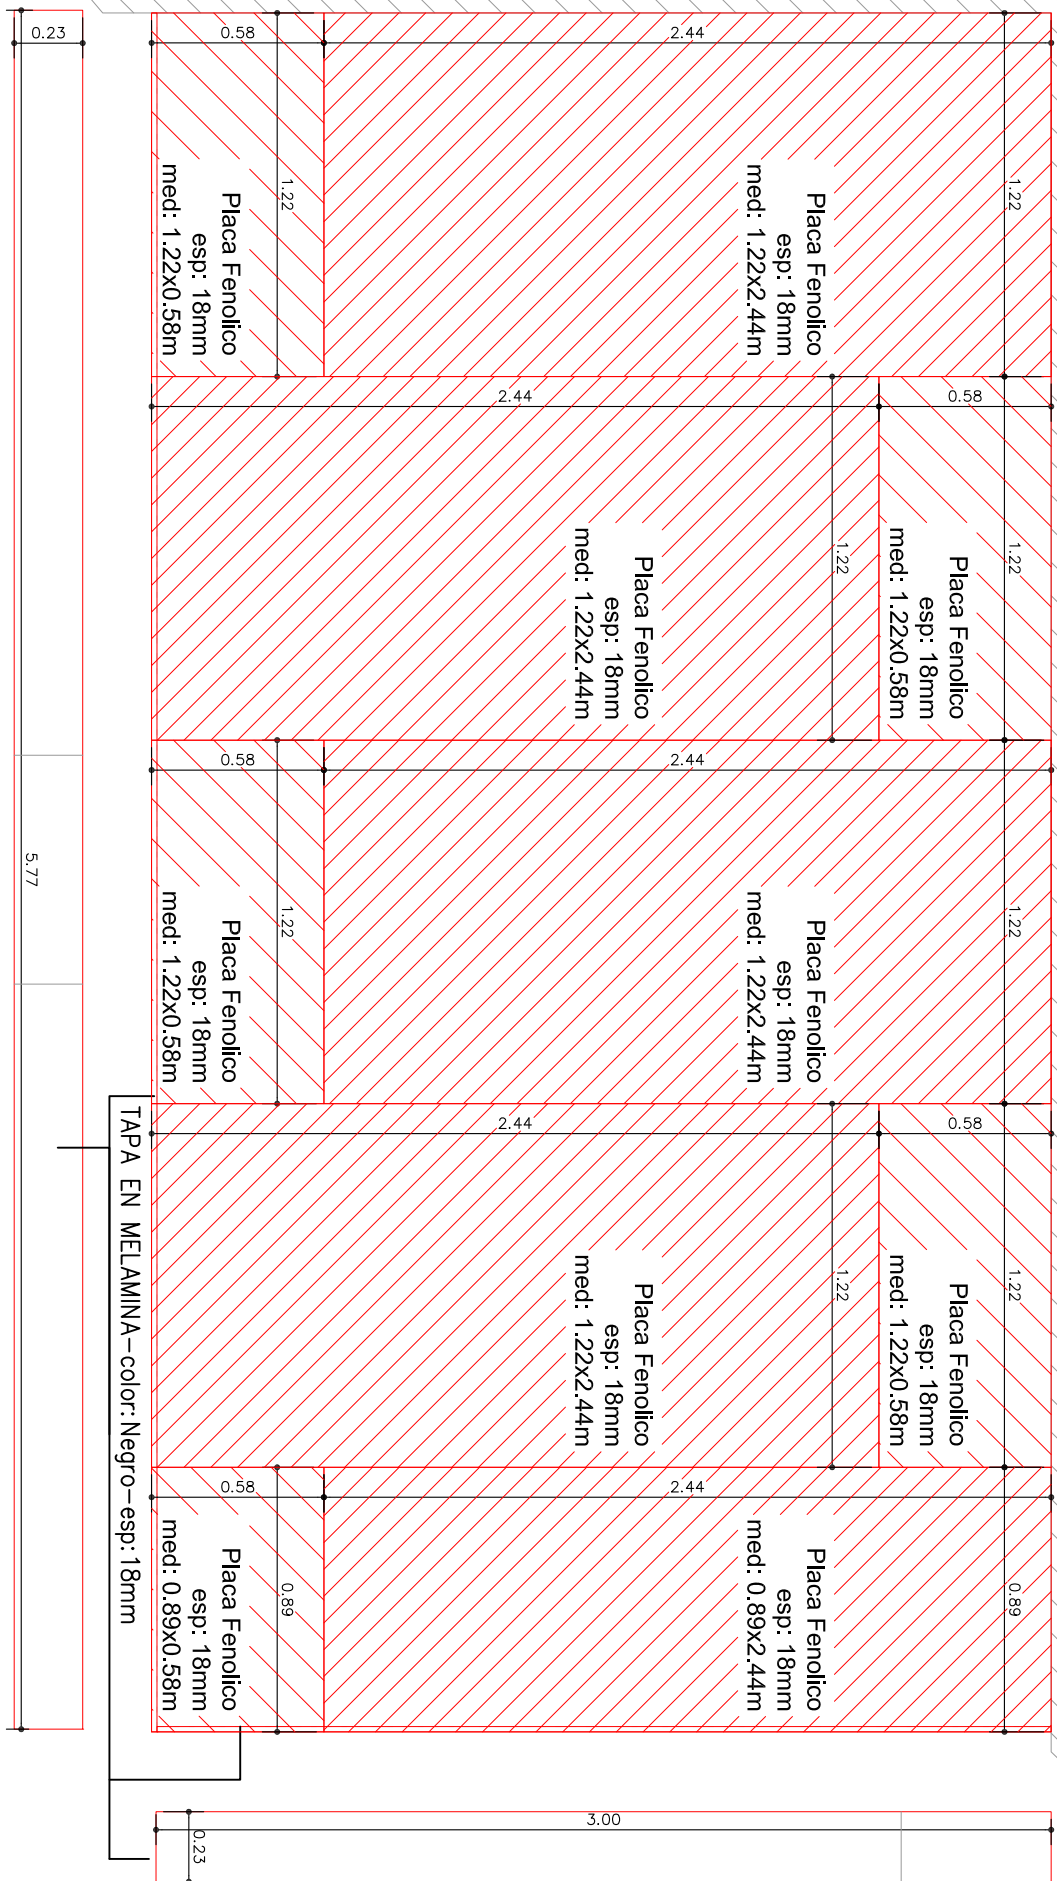 0.23
5.77
0.58
2.44
1.22
1.22
Placa Fenolico
esp: 18mm
med: 1.22x0.58m
Placa Fenolico
esp: 18mm
med: 1.22x2.44m
2.44
0.58
1.22
1.22
Placa Fenolico
esp: 18mm
med: 1.22x2.44m
Placa Fenolico
esp: 18mm
med: 1.22x0.58m
0.58
2.44
1.22
1.22
Placa Fenolico
esp: 18mm
med: 1.22x0.58m
Placa Fenolico
esp: 18mm
med: 1.22x2.44m
2.44
0.58
1.22
1.22
Placa Fenolico
esp: 18mm
med: 1.22x2.44m
Placa Fenolico
esp: 18mm
med: 1.22x0.58m
0.58
2.44
0.89
0.89
Placa Fenolico
esp: 18mm
med: 0.89x0.58m
Placa Fenolico
esp: 18mm
med: 0.89x2.44m
TAPA EN MELAMINA-color:Negro-esp:18mm
3.00
0.23